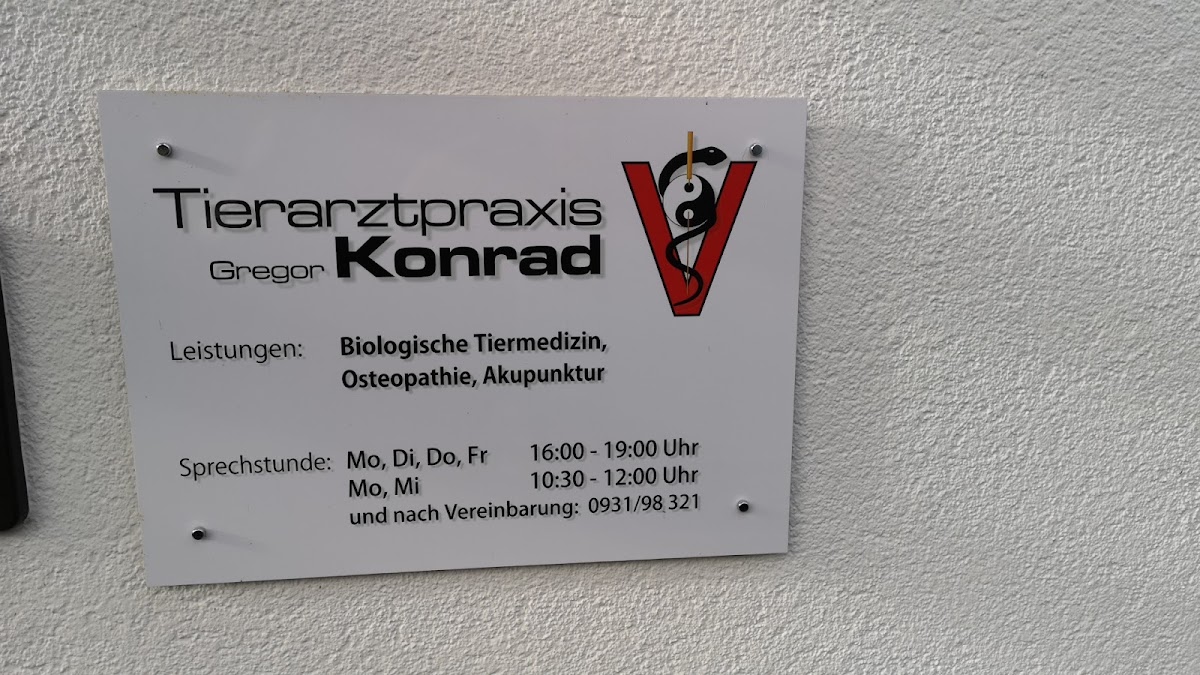 Tierarztpraxis
Gregor Konrad
Leistungen: Biologische Tiermedizin,
Osteopathie, Akupunktur
Sprechstunde: Mo, Di, Do, Fr 16:00 - 19:00 Uhr
Mo, Mi 10:30 - 12:00 Uhr
und nach Vereinbarung: 0931/98 321